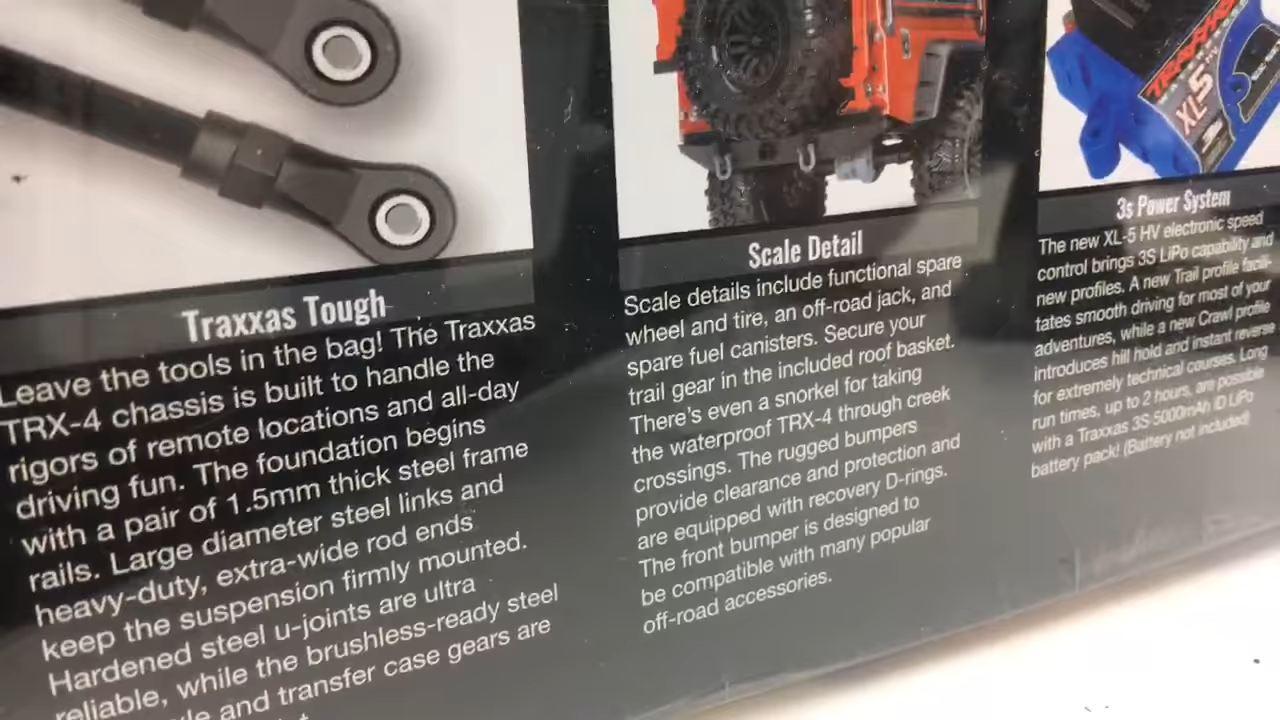 Traxxas Tough
Leave the tools in the bag! The Traxxas
TRX-4 chassis is built to handle the
rigors of remote locations and all-day
driving fun. The foundation begins
with a pair of 1.5mm thick steel frame
rails. Large diameter steel links and
heavy-duty, extra-wide rod ends
keep the suspension firmly mounted.
Hardened steel u-joints are ultra
reliable, while the brushless-ready steel
and transfer case gears are
Scale Detail
Scale details include functional spare
wheel and tire, an off-road jack, and
spare fuel canisters. Secure your
trail gear in the included roof basket.
There's even a snorkel for taking
the waterproof TRX-4 through creek
crossings. The rugged bumpers
provide clearance and protection and
are equipped with recovery D-rings.
The front bumper is designed to
be compatible with many popular
off-road accessories.
TRAXXAS
XL5 HV
3s Power System
The new XL-5 HV electronic speed
control brings 3S LiPo capability and
new profiles. A new Trail profile facili-
tates smooth driving for most of your
adventures, while a new Crawl profile
introduces hill hold and instant reverse
for extremely technical courses. Long
run times, up to 2 hours, are possible
with a Traxxas 3S 5000mAh iD LiPo
battery pack! (Battery not included)